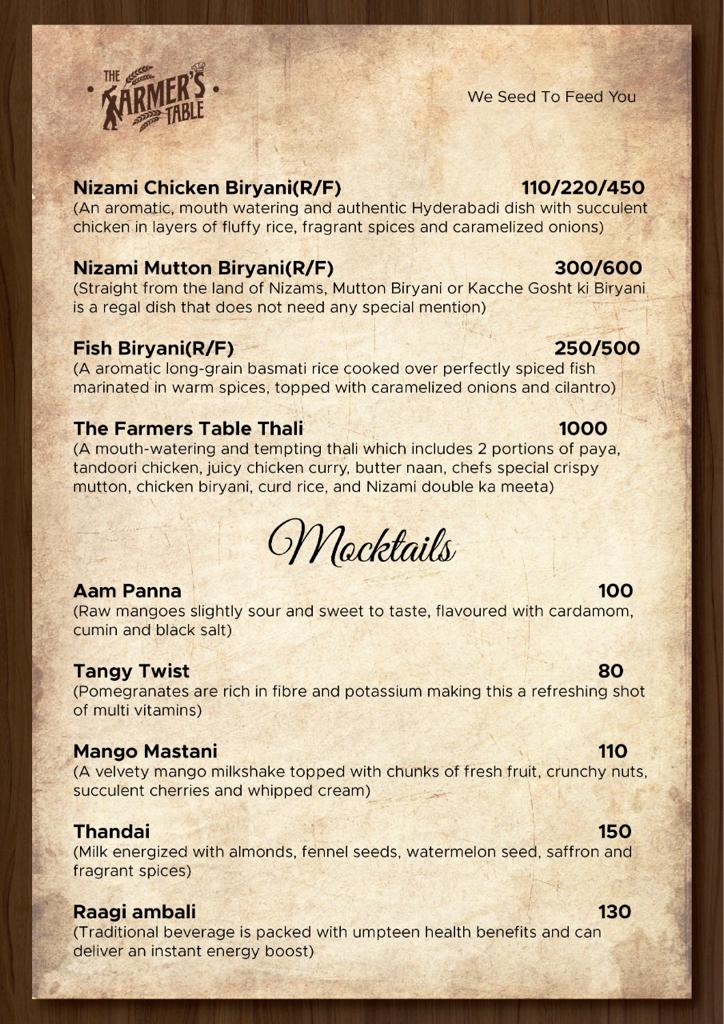 THE
FARMER'S
TABLE
We Seed To Feed You
Nizami Chicken Biryani(R/F) 110/220/450
(An aromatic, mouth watering and authentic Hyderabadi dish with succulent
chicken in layers of fluffy rice, fragrant spices and caramelized onions)
Nizami Mutton Biryani(R/F) 300/600
(Straight from the land of Nizams, Mutton Biryani or Kacche Gosht ki Biryani
is a regal dish that does not need any special mention)
Fish Biryani(R/F) 250/500
(A aromatic long-grain basmati rice cooked over perfectly spiced fish
marinated in warm spices, topped with caramelized onions and cilantro)
The Farmers Table Thali 1000
(A mouth-watering and tempting thali which includes 2 portions of paya,
tandoori chicken, juicy chicken curry, butter naan, chefs special crispy
mutton, chicken biryani, curd rice, and Nizami double ka meeta)
Mocktails
Aam Panna 100
(Raw mangoes slightly sour and sweet to taste, flavoured with cardamom,
cumin and black salt)
Tangy Twist 80
(Pomegranates are rich in fibre and potassium making this a refreshing shot
of multi vitamins)
Mango Mastani 110
(A velvety mango milkshake topped with chunks of fresh fruit, crunchy nuts,
succulent cherries and whipped cream)
Thandai 150
(Milk energized with almonds, fennel seeds, watermelon seed, saffron and
fragrant spices)
Raagi ambali 130
(Traditional beverage is packed with umpteen health benefits and can
deliver an instant energy boost)